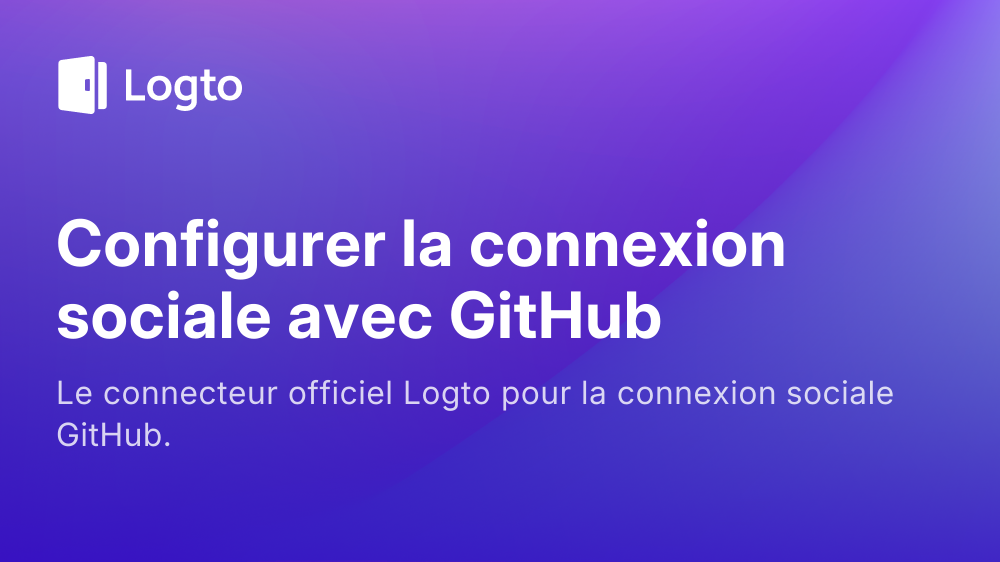 Logto
Configurer la connexion
sociale avec GitHub
Le connecteur officiel Logto pour la connexion sociale
GitHub.